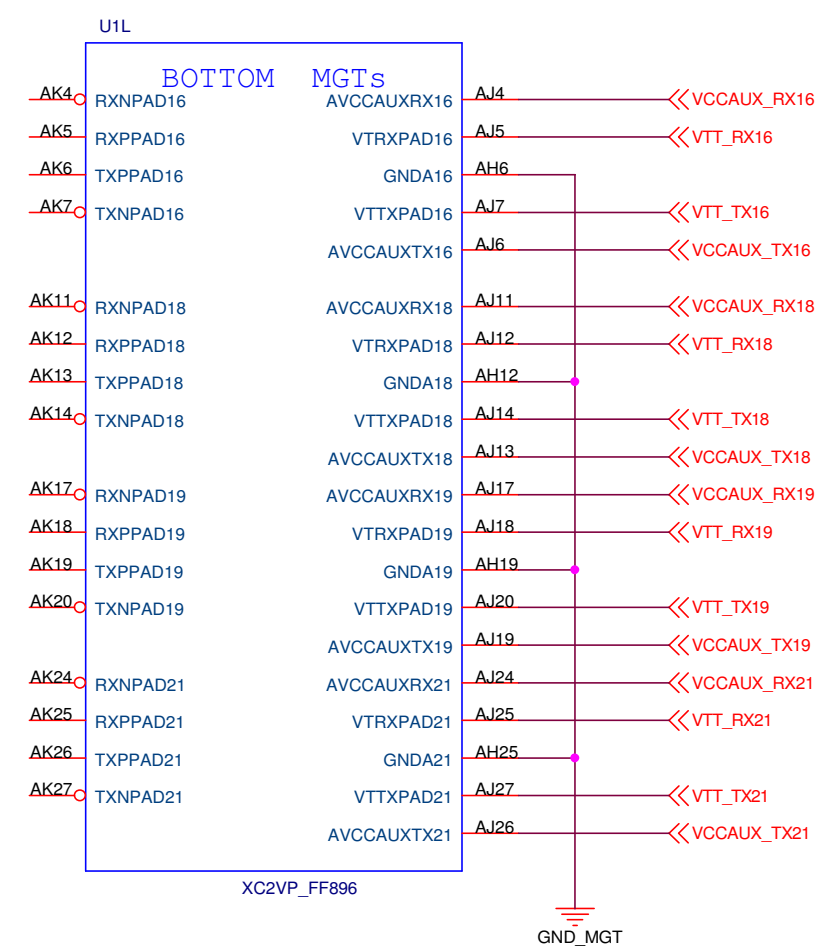 U1L
BOTTOM MGTs
AK4 RXNPAD16 AVCCAUXRX16 AJ4 VCCAUX_RX16
AK5 RXPPAD16 VTRXPAD16 AJ5 VTT_RX16
AK6 TXPPAD16 GNDA16 AH6
AK7 TXNPAD16 VTTXPAD16 AJ7 VTT_TX16
AVCCAUXTX16 AJ6 VCCAUX_TX16
AK11 RXNPAD18 AVCCAUXRX18 AJ11 VCCAUX_RX18
AK12 RXPPAD18 VTRXPAD18 AJ12 VTT_RX18
AK13 TXPPAD18 GNDA18 AH12
AK14 TXNPAD18 VTTXPAD18 AJ14 VTT_TX18
AVCCAUXTX18 AJ13 VCCAUX_TX18
AK17 RXNPAD19 AVCCAUXRX19 AJ17 VCCAUX_RX19
AK18 RXPPAD19 VTRXPAD19 AJ18 VTT_RX19
AK19 TXPPAD19 GNDA19 AH19
AK20 TXNPAD19 VTTXPAD19 AJ20 VTT_TX19
AVCCAUXTX19 AJ19 VCCAUX_TX19
AK24 RXNPAD21 AVCCAUXRX21 AJ24 VCCAUX_RX21
AK25 RXPPAD21 VTRXPAD21 AJ25 VTT_RX21
AK26 TXPPAD21 GNDA21 AH25
AK27 TXNPAD21 VTTXPAD21 AJ27 VTT_TX21
AVCCAUXTX21 AJ26 VCCAUX_TX21
XC2VP_FF896
GND_MGT